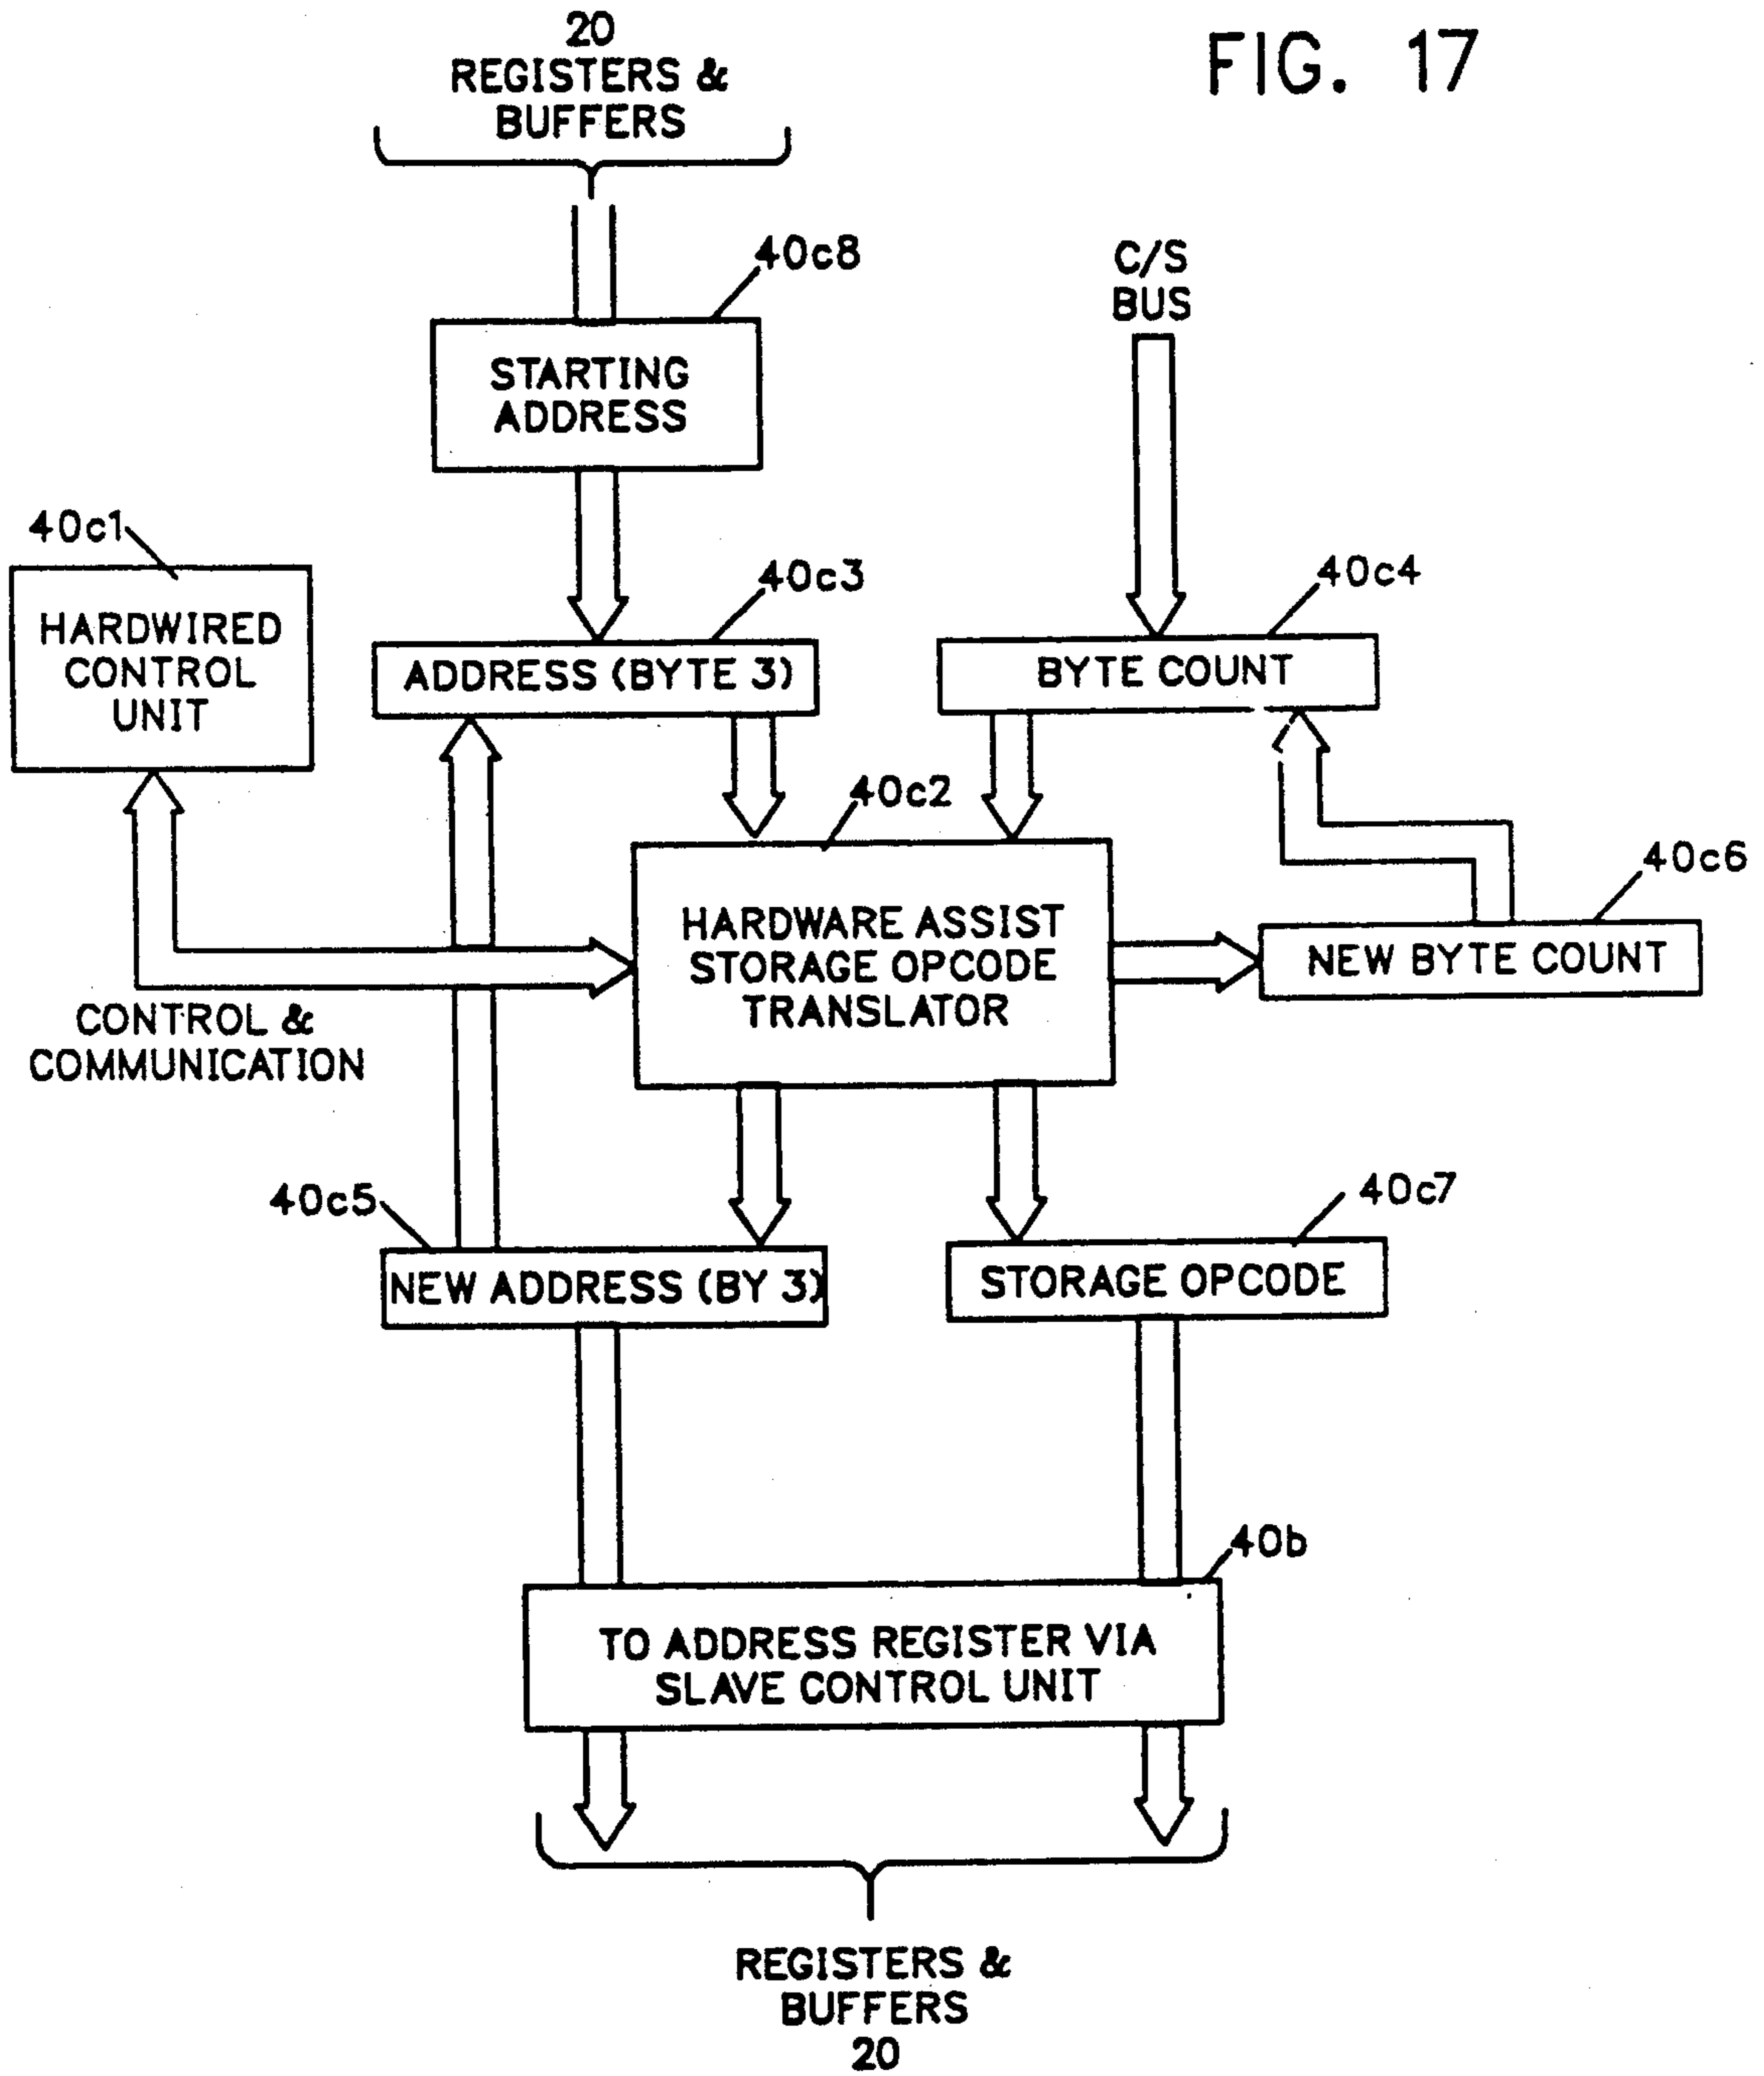 FIG. 17
20
REGISTERS &
BUFFERS
40c8
STARTING
ADDRESS
C/S
BUS
40c1
HARDWIRED
CONTROL
UNIT
40c3
ADDRESS (BYTE 3)
40c4
BYTE COUNT
40c2
HARDWARE ASSIST
STORAGE OPCODE
TRANSLATOR
40c6
NEW BYTE COUNT
CONTROL &
COMMUNICATION
40c5
NEW ADDRESS (BY 3)
40c7
STORAGE OPCODE
40b
TO ADDRESS REGISTER VIA
SLAVE CONTROL UNIT
REGISTERS &
BUFFERS
20